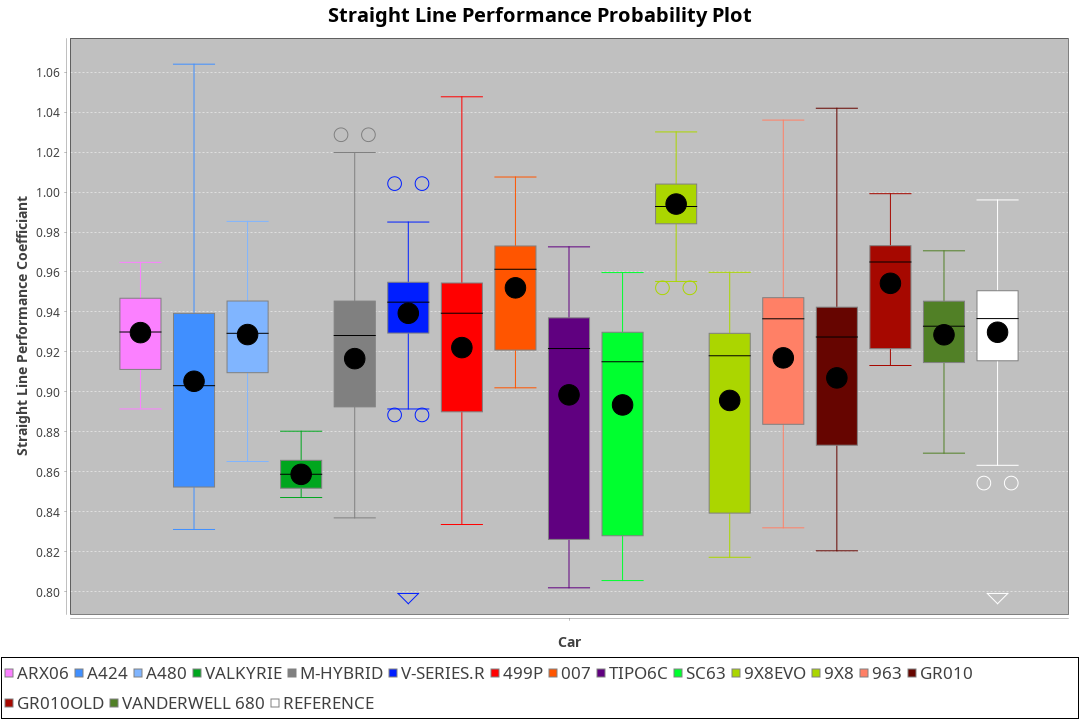 Straight Line Performance Probability Plot
Straight Line Performance Coefficiant
1.06
1.04
1.02
1.00
0.98
0.96
0.94
0.92
0.90
0.88
0.86
0.84
0.82
0.80
Car
ARX06 A424 A480 VALKYRIE M-HYBRID V-SERIES.R 499P 007 TIPO6C SC63 9X8EVO 9X8 963 GR010
GR010OLD VANDERWELL 680 REFERENCE